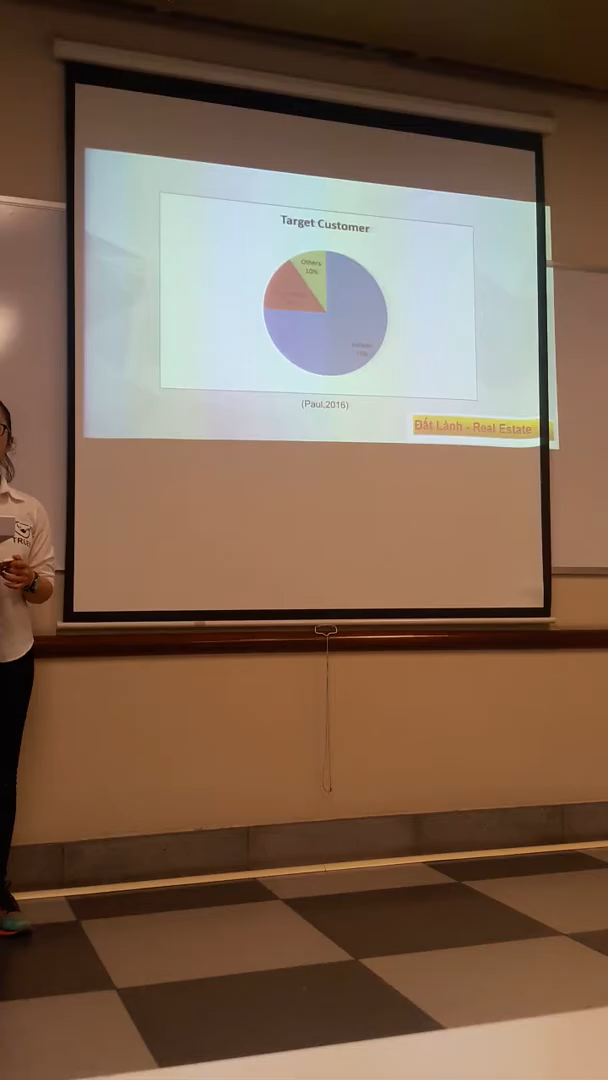 Target Customer
Others
10%
(Paul,2016)
Đất Lành - Real Estate